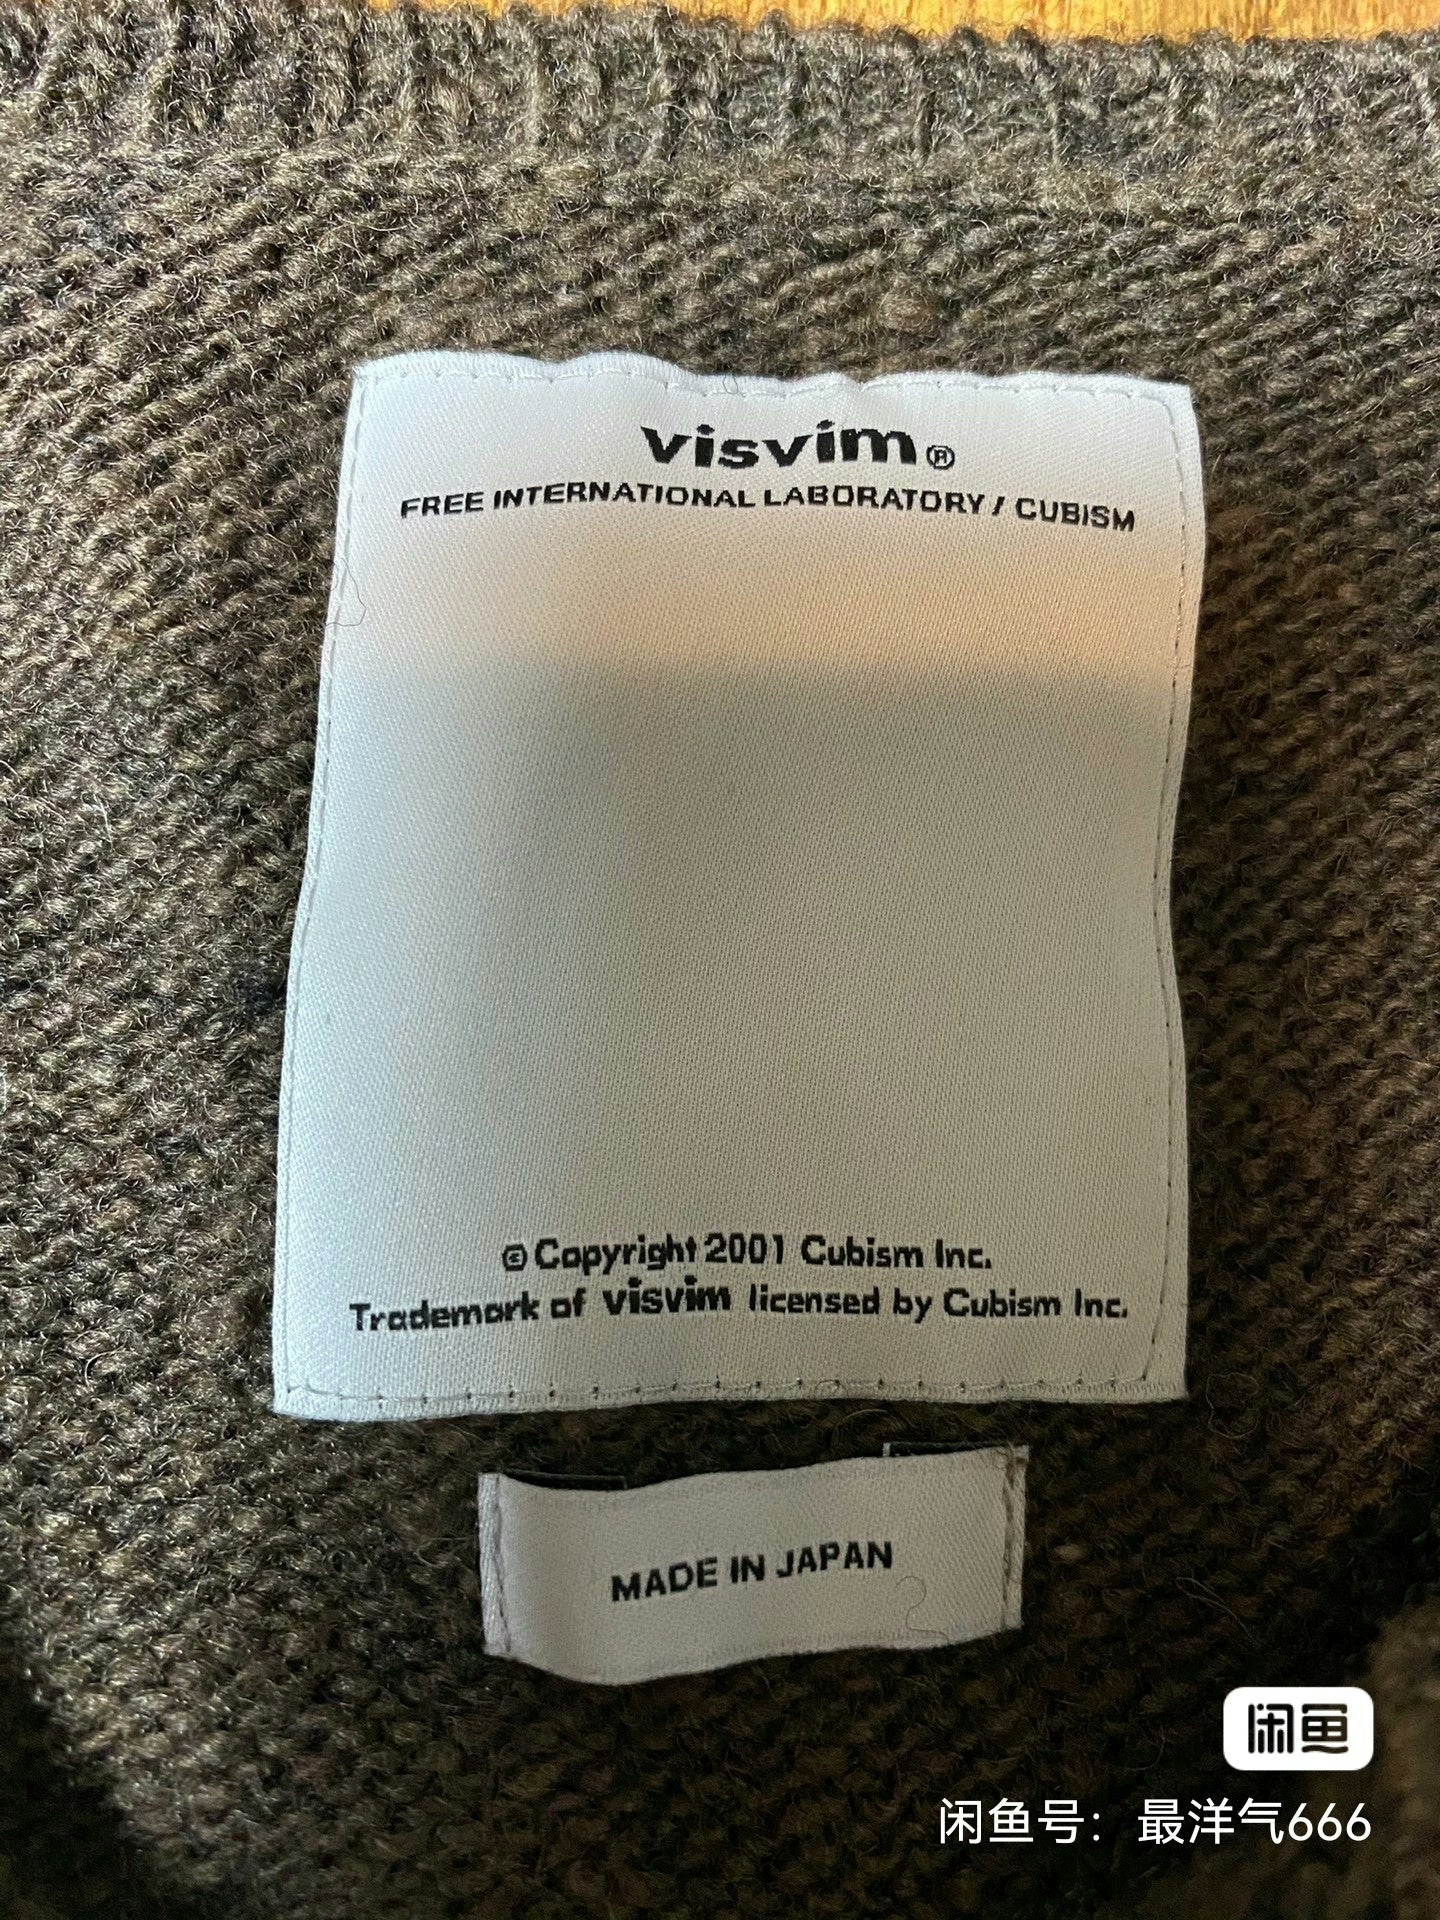 visvim®
FREE INTERNATIONAL LABORATORY / CUBISM
© Copyright 2001 Cubism Inc.
Trademark of visvim licensed by Cubism Inc.
MADE IN JAPAN
闲鱼
闲鱼号：最洋气666